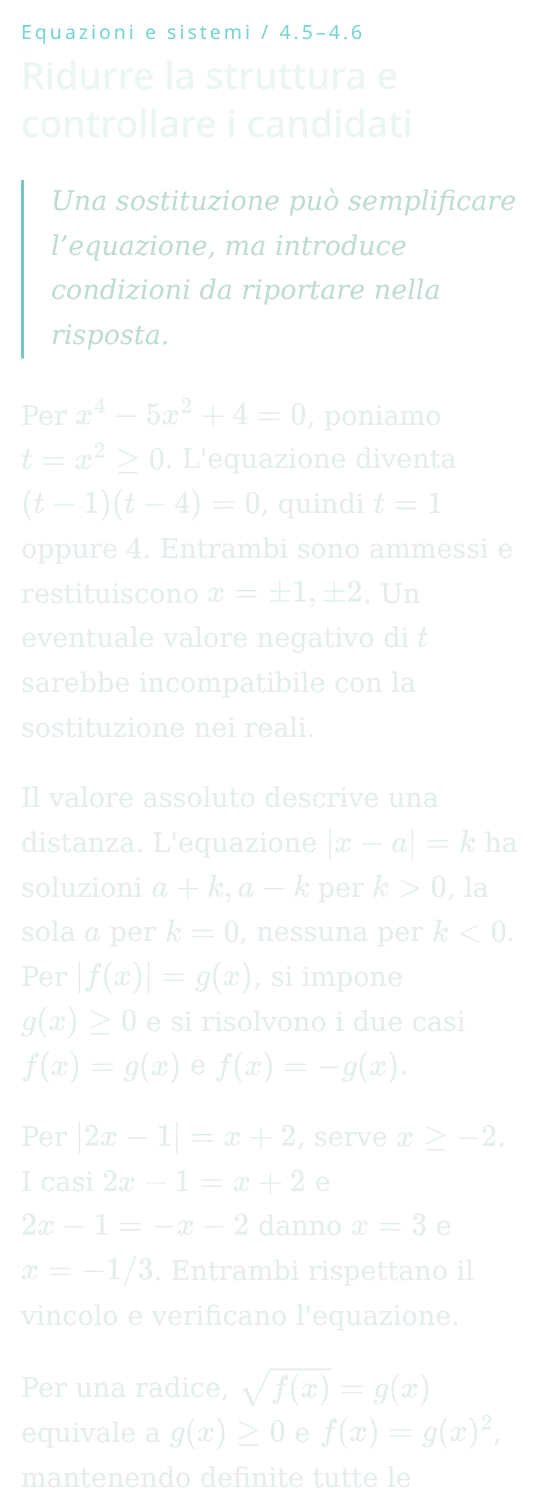 Equazioni e sistemi / 4.5–4.6
Ridurre la struttura e
controllare i candidati
Una sostituzione può semplificare
l’equazione, ma introduce
condizioni da riportare nella
risposta.
Per x⁴ − 5x² + 4 = 0, poniamo
t = x² ≥ 0. L'equazione diventa
(t − 1)(t − 4) = 0, quindi t = 1
oppure 4. Entrambi sono ammessi e
restituiscono x = ±1, ±2. Un
eventuale valore negativo di t
sarebbe incompatibile con la
sostituzione nei reali.
Il valore assoluto descrive una
distanza. L'equazione |x − a| = k ha
soluzioni a + k, a − k per k > 0, la
sola a per k = 0, nessuna per k < 0.
Per |f(x)| = g(x), si impone
g(x) ≥ 0 e si risolvono i due casi
f(x) = g(x) e f(x) = −g(x).
Per |2x − 1| = x + 2, serve x ≥ −2.
I casi 2x − 1 = x + 2 e
2x − 1 = −x − 2 danno x = 3 e
x = −1/3. Entrambi rispettano il
vincolo e verificano l'equazione.
Per una radice, √f(x) = g(x)
equivale a g(x) ≥ 0 e f(x) = g(x)²,
mantenendo definite tutte le